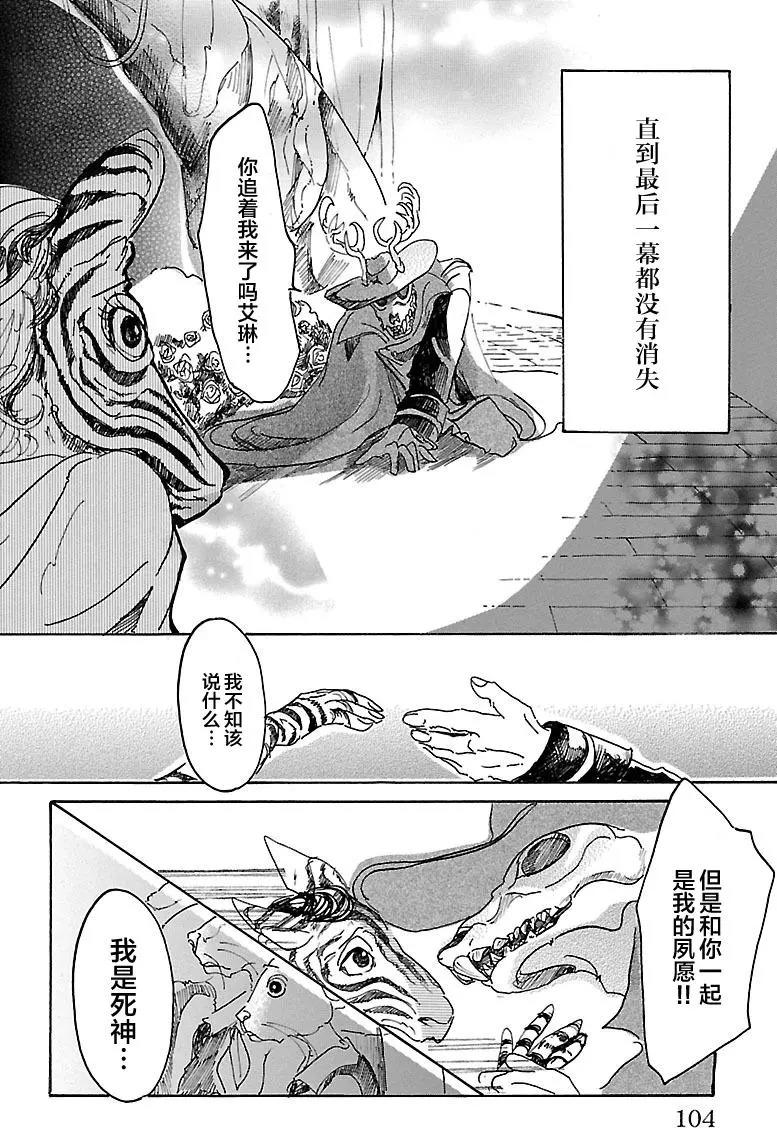 直到最后一幕都没有消失
你追着我来了吗艾琳…
我不知该
说什么…
但是和你一起
是我的夙愿!!
我是死神…
104